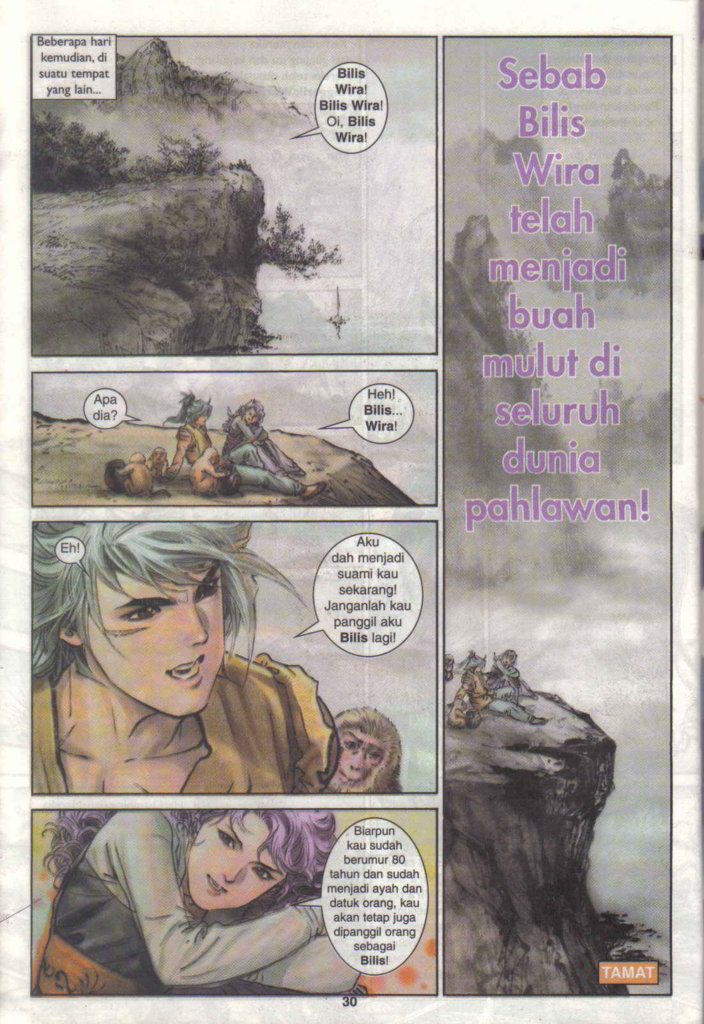 Beberapa hari
kemudian, di
suatu tempat
yang lain...
Bilis
Wira!
Bilis Wira!
Oi, Bilis
Wira!
Apa
dia?
Heh!
Bilis...
Wira!
Eh!
Aku
dah menjadi
suami kau
sekarang!
Janganlah kau
panggil aku
Bilis lagi!
Biarpun
kau sudah
berumur 80
tahun dan sudah
menjadi ayah dan
datuk orang, kau
akan tetap juga
dipanggil orang
sebagai
Bilis!
Sebab
Bilis
Wira
telah
menjadi
buah
mulut di
seluruh
dunia
pahlawan!
TAMAT
30